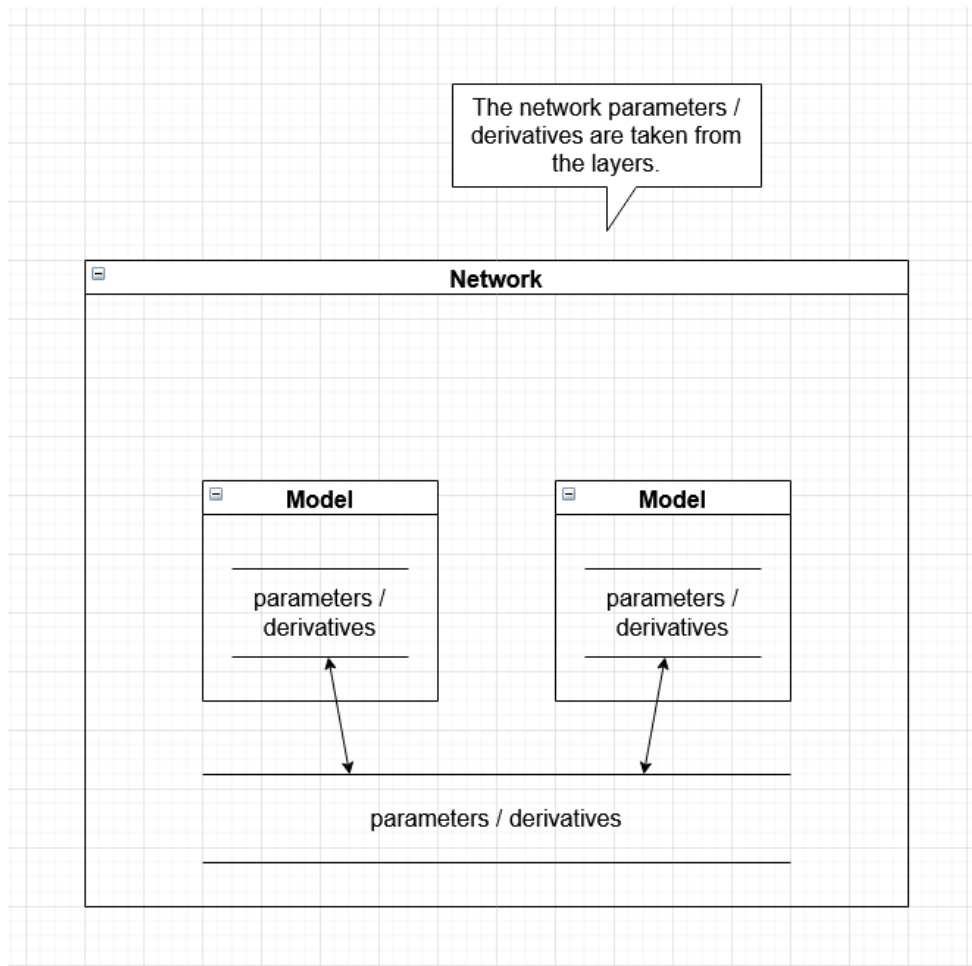 The network parameters /
derivatives are taken from
the layers.
Network
Model
parameters /
derivatives
Model
parameters /
derivatives
parameters / derivatives